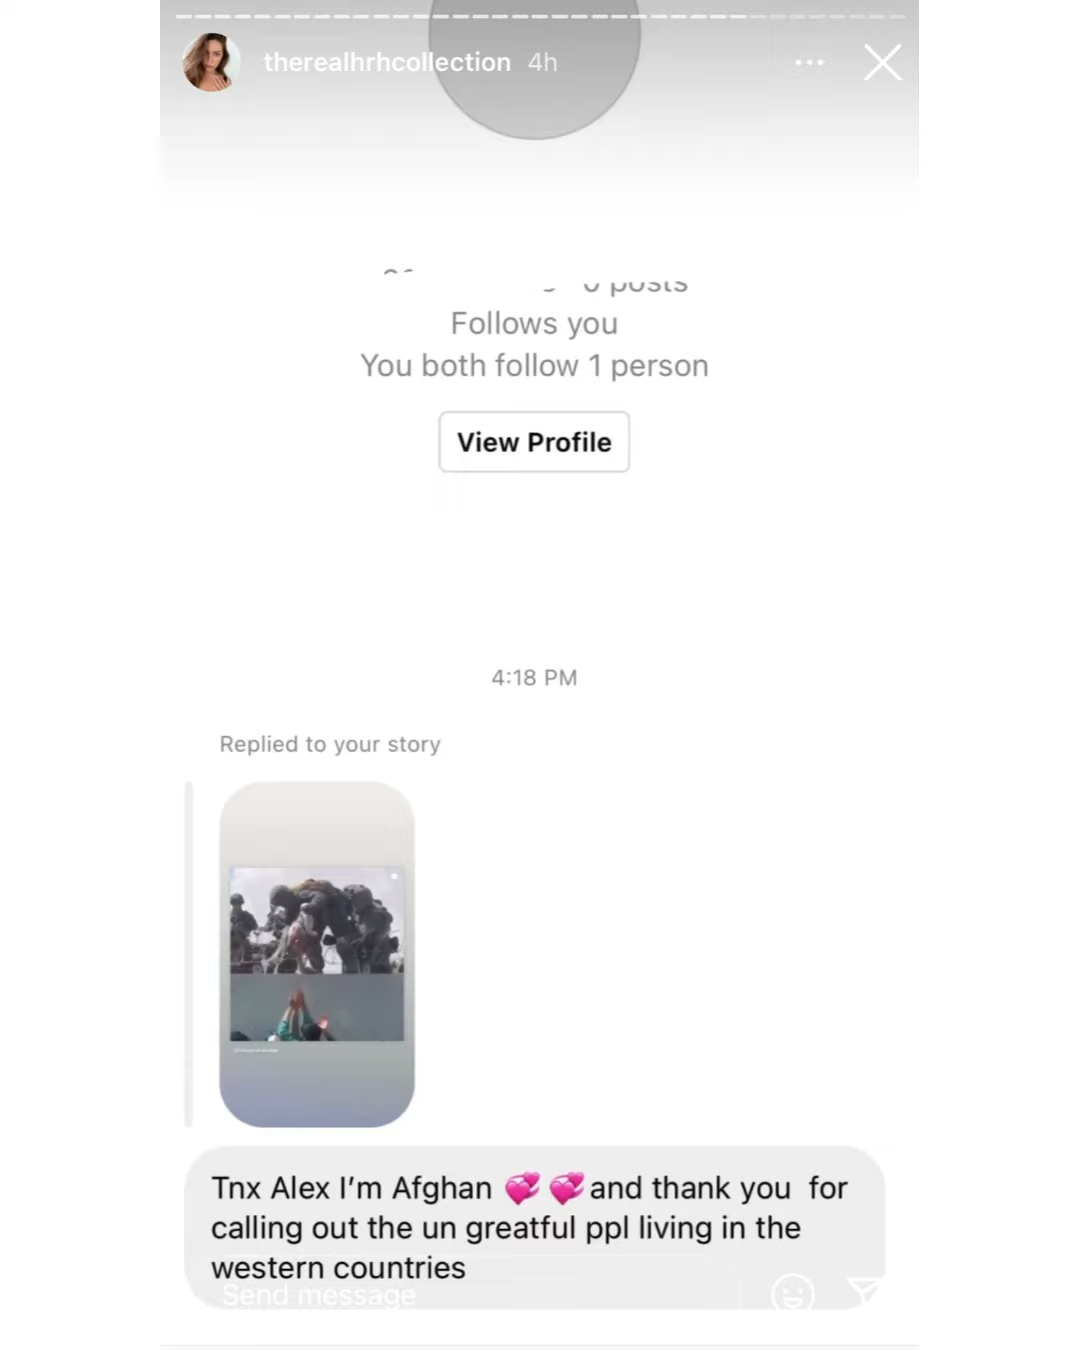 therealhrhcollection 4h
posts
Follows you
You both follow 1 person
View Profile
4:18 PM
Replied to your story
Tnx Alex I'm Afghan 💞 💞 and thank you for
calling out the un greatful ppl living in the
western countries
Send message